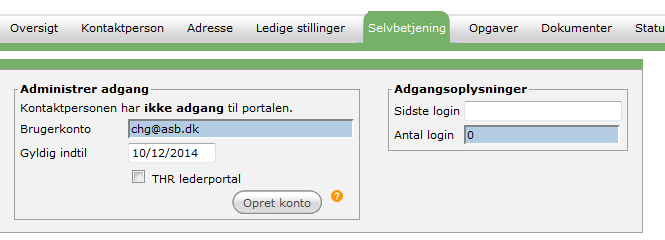 Oversigt Kontaktperson Adresse Ledige stillinger Selvbetjening Opgaver Dokumenter Statu
Administrer adgang
Kontaktpersonen har ikke adgang til portalen.
Brugerkonto chg@asb.dk
Gyldig indtil 10/12/2014
THR lederportal
Opret konto ?
Adgangsoplysninger
Sidste login
Antal login 0